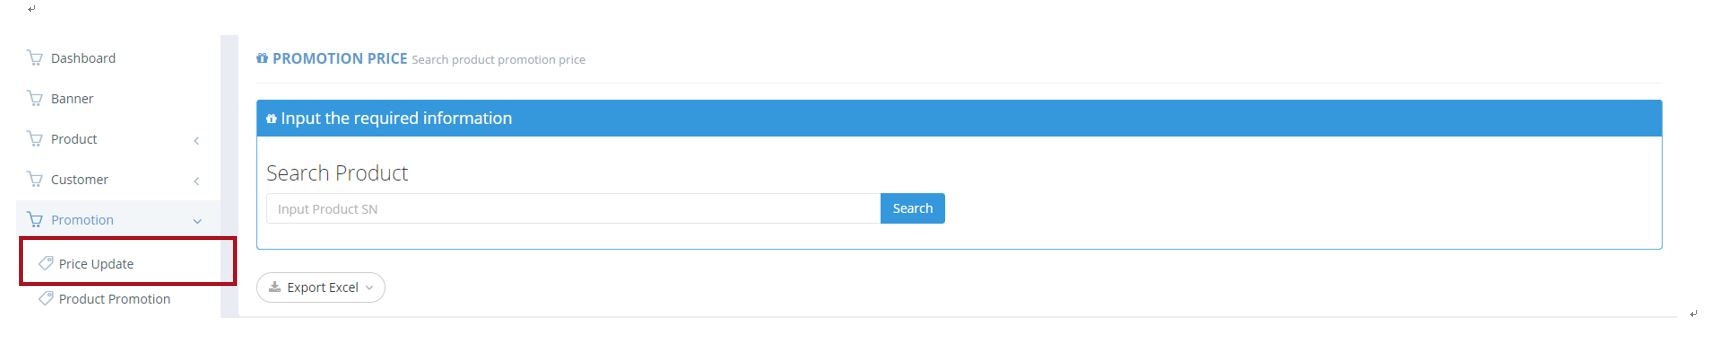 Dashboard
Banner
Product
Customer
Promotion
Price Update
Product Promotion
PROMOTION PRICE Search product promotion price
Input the required information
Search Product
Input Product SN
Search
Export Excel